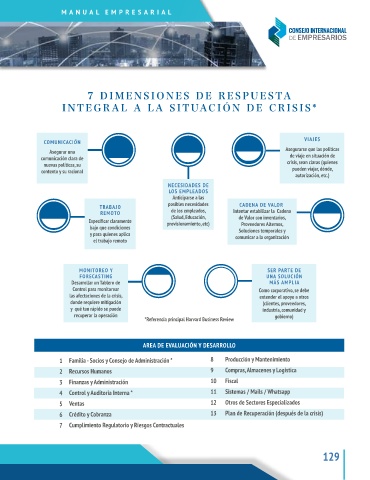 MANUAL EMPRESARIAL
CONSEJO INTERNACIONAL
DE EMPRESARIOS
7 DIMENSIONES DE RESPUESTA
INTEGRAL A LA SITUACIÓN DE CRISIS*
COMUNICACIÓN
Asegurar una
comunicación clara de
nuevas políticas, su
contexto y su racional
VIAJES
Asegurarse que las políticas
de viaje en situación de
crisis, sean claras (quienes
pueden viajar, dónde,
autorización, etc.)
NECESIDADES DE
LOS EMPLEADOS
Anticiparse a las
posibles necesidades
de los empleados,
(Salud, Educación,
provisionamiento, etc)
TRABAJO
REMOTO
Especificar claramente
bajo que condiciones
y para quienes aplica
el trabajo remoto
CADENA DE VALOR
Intentar estabilizar la Cadena
de Valor con inventarios,
Proveedores Alternos,
Soluciones temporales y
comunicar a la organización
MONITOREO Y
FORECASTING
Desarrollar un Tablero de
Control para monitorear
las afectaciones de la crisis,
donde requiere mitigación
y qué tan rápido se puede
recuperar la operación
SER PARTE DE
UNA SOLUCIÓN
MÁS AMPLIA
Como corporativo, se debe
extender el apoyo a otros
(clientes, proveedores,
industria, comunidad y
gobierno)
*Referencia principal Harvard Business Review
AREA DE EVALUACIÓN Y DESARROLLO
1 Familia - Socios y Consejo de Administración *
2 Recursos Humanos
3 Finanzas y Administración
4 Control y Auditoría Interna *
5 Ventas
6 Crédito y Cobranza
7 Cumplimiento Regulatorio y Riesgos Contractuales
8 Producción y Mantenimiento
9 Compras, Almacenes y Logística
10 Fiscal
11 Sistemas / Mails / Whatsapp
12 Otros de Sectores Especializados
13 Plan de Recuperación (después de la crisis)
129